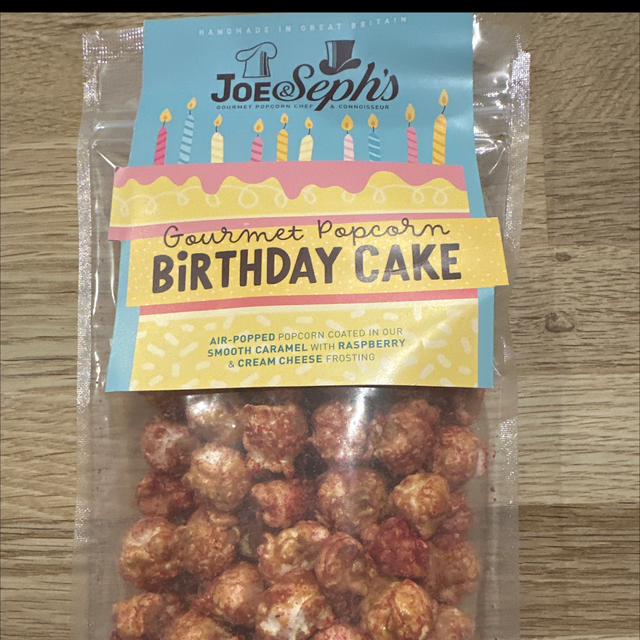 HANDMADE IN GREAT BRITAIN
JOE & Seph's
GOURMET POPCORN CHEF & CONNOISSEUR
Gourmet Popcorn
BiRTHDAY CAKE
AIR-POPPED POPCORN COATED IN OUR
SMOOTH CARAMEL WITH RASPBERRY
& CREAM CHEESE FROSTING